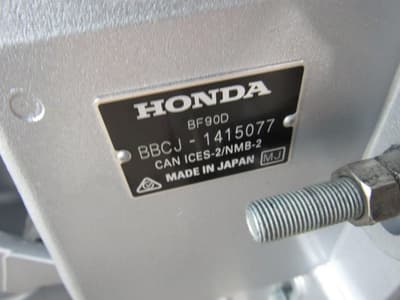 HONDA
BF90D
BBCJ - 1415077
CAN ICES-2/NMB-2
MADE IN JAPAN MJ